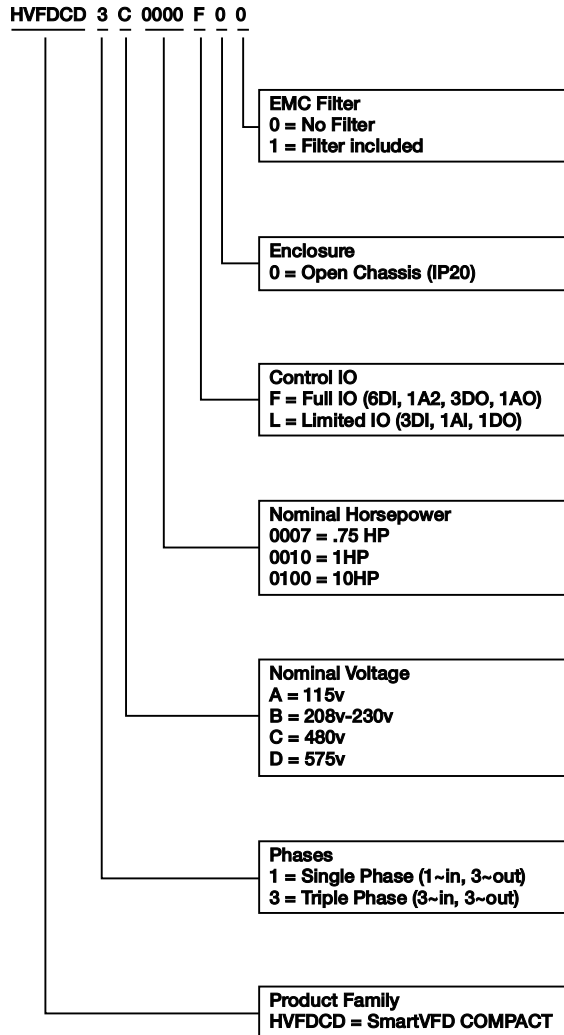 HVFDCD 3 C 0000 F 0 0
EMC Filter
0 = No Filter
1 = Filter included
Enclosure
0 = Open Chassis (IP20)
Control IO
F = Full IO (6DI, 1A2, 3DO, 1AO)
L = Limited IO (3DI, 1AI, 1DO)
Nominal Horsepower
0007 = .75 HP
0010 = 1HP
0100 = 10HP
Nominal Voltage
A = 115v
B = 208v-230v
C = 480v
D = 575v
Phases
1 = Single Phase (1~in, 3~out)
3 = Triple Phase (3~in, 3~out)
Product Family
HVFDCD = SmartVFD COMPACT